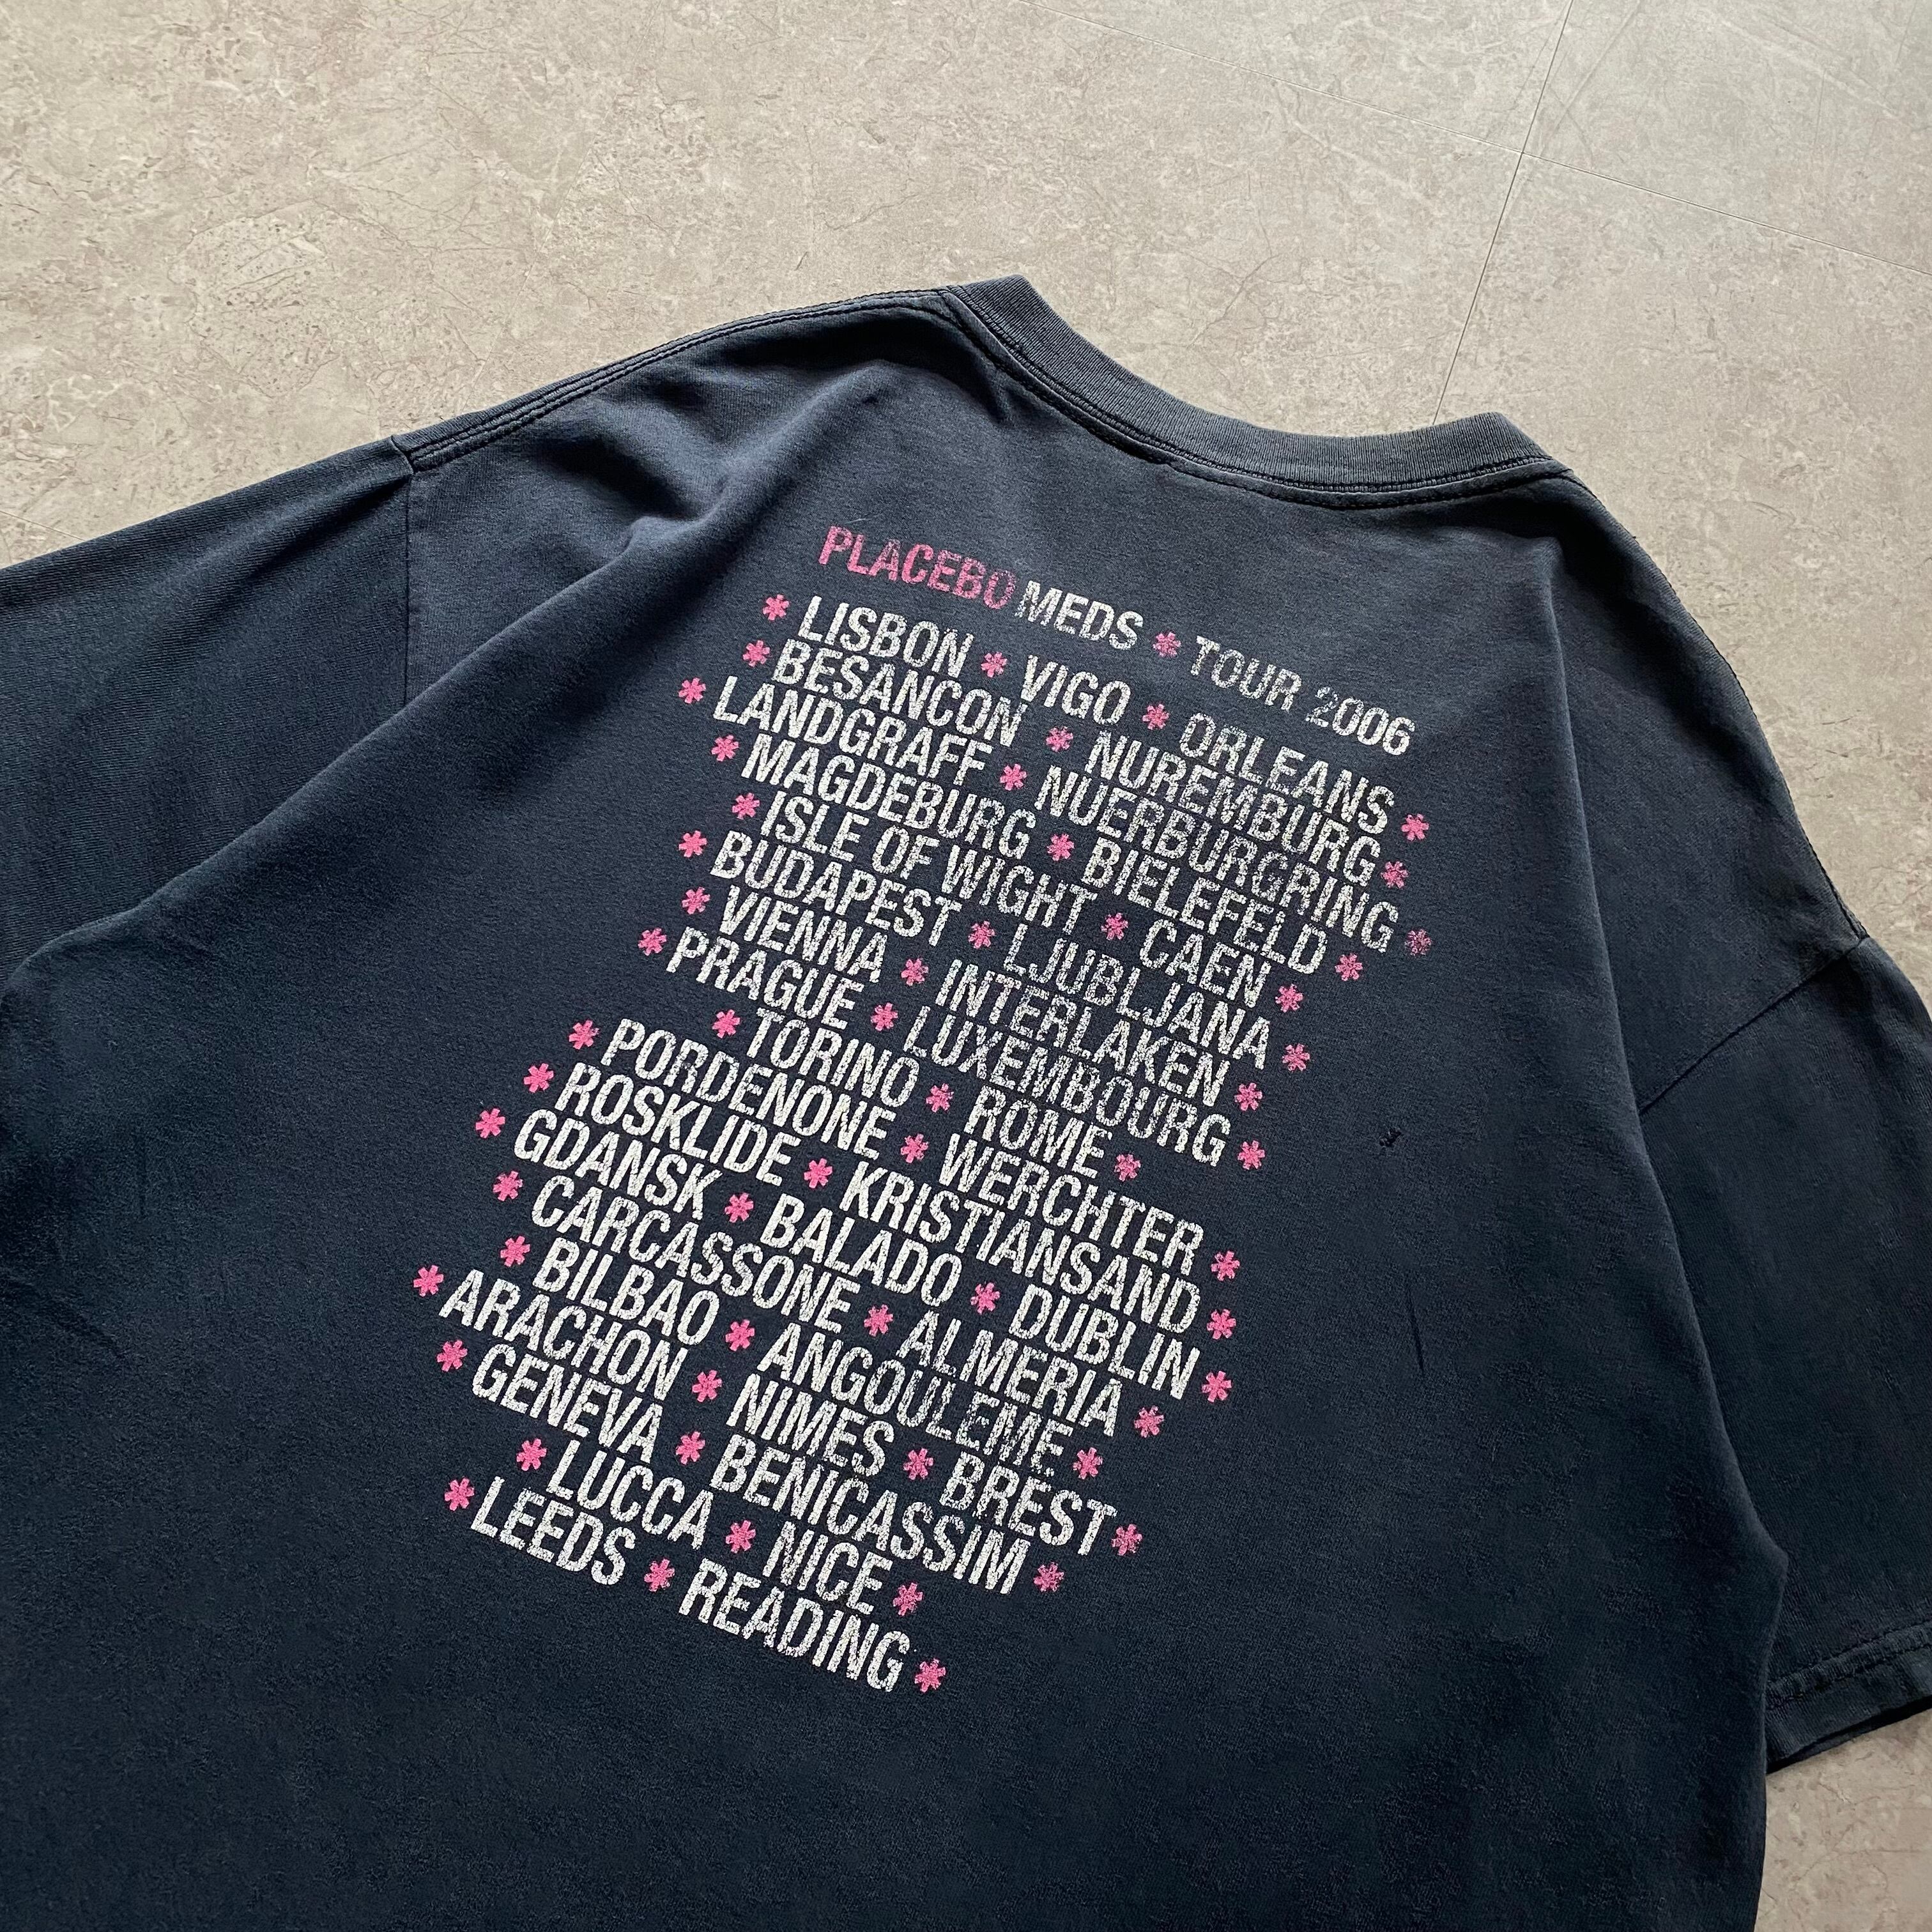 PLACEBO MEDS * TOUR 2006
* LISBON * VIGO * ORLEANS *
* BESANCON * NUREMBURG *
* LANDGRAFF * NUERBURGRING *
* MAGDEBURG * BIELEFELD *
* ISLE OF WIGHT * CAEN *
* BUDAPEST * LJUBLJANA *
* VIENNA * INTERLAKEN *
* PRAGUE * LUXEMBOURG *
* TORINO * ROME *
* PORDENONE * WERCHTER *
* ROSKLIDE * KRISTIANSAND *
* GDANSK * BALADO * DUBLIN *
* CARCASSONE * ALMERIA *
* BILBAO * ANGOULEME *
* ARACHON * NIMES * BREST *
* GENEVA * BENICASSIM *
* LUCCA * NICE *
* LEEDS * READING *